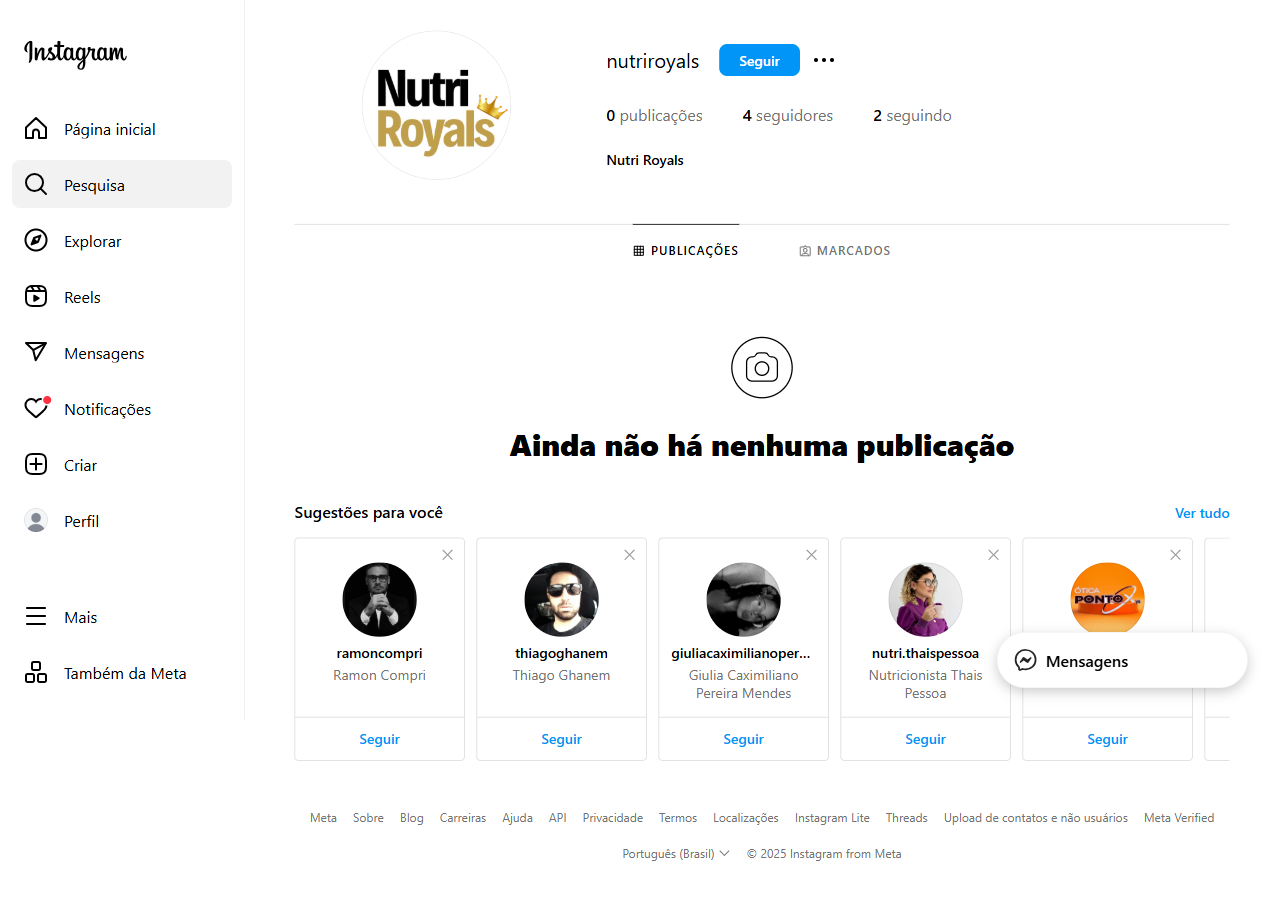 Instagram
Página inicial
Pesquisa
Explorar
Reels
Mensagens
Notificações
Criar
Perfil
Mais
Também da Meta
Nutri
Royals
nutriroyals
Seguir
0 publicações 4 seguidores 2 seguindo
Nutri Royals
PUBLICAÇÕES MARCADOS
Ainda não há nenhuma publicação
Sugestões para você Ver tudo
ramoncompri
Ramon Compri
Seguir
thiagoghanem
Thiago Ghanem
Seguir
giuliacaximilianoper...
Giulia Caximiliano
Pereira Mendes
Seguir
nutri.thaispessoa
Nutricionista Thais
Pessoa
Seguir
ÓTICA
PONTO X
Seguir
Mensagens
Meta Sobre Blog Carreiras Ajuda API Privacidade Termos Localizações Instagram Lite Threads Upload de contatos e não usuários Meta Verified
Português (Brasil) © 2025 Instagram from Meta